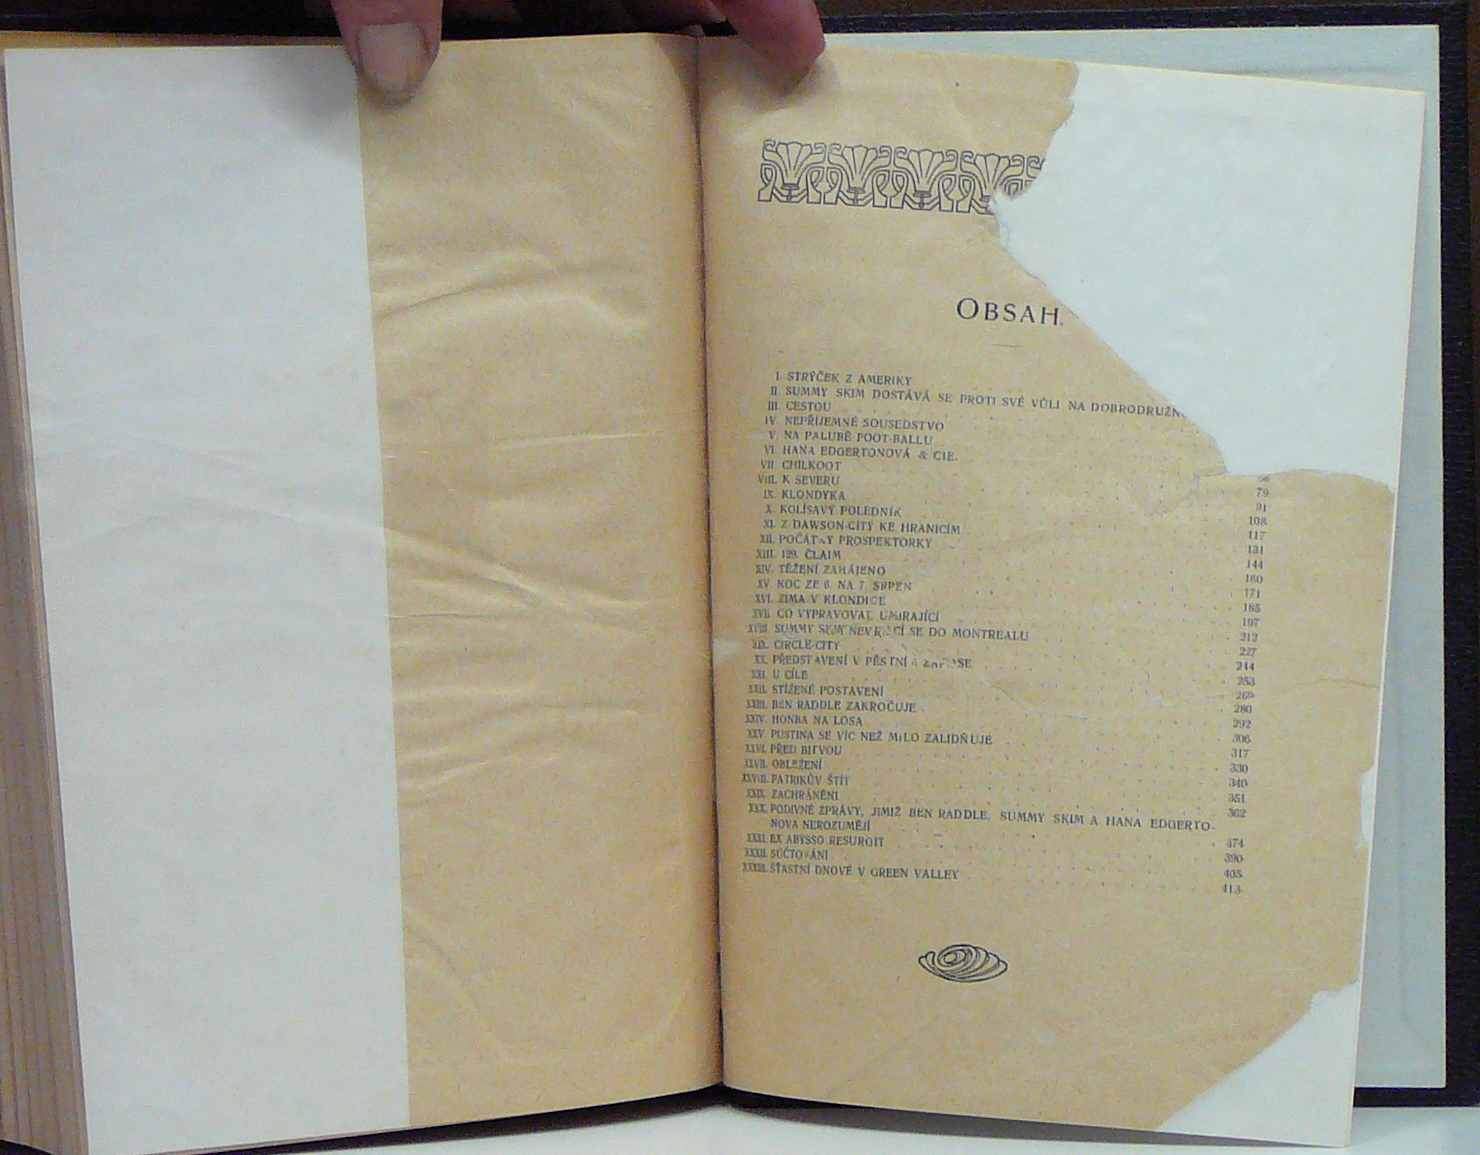 OBSAH.
I. STRÝČEK Z AMERIKY
II. SUMMY SKIM DOSTÁVÁ SE PROTI SVÉ VŮLI NA DOBRODRUŽN
III. CESTOU
IV. NEPŘÍJEMNÉ SOUSEDSTVO
V. NA PALUBĚ FOOT-BALLU
VI. HANA EDGERTONOVÁ & CIE.
VII. CHILKOOT
VIII. K SEVERU
IX. KLONDYKA 79
X. KOLÍSAVÝ POLEDNÍK 91
XI. Z DAWSON-CITY KE HRANICÍM 108
XII. POČÁTKY PROSPEKTORKY 117
XIII. 129. CLAIM 131
XIV. TĚŽENÍ ZAHÁJENO 144
XV. NOC ZE 6. NA 7. SRPEN 160
XVI. ZIMA V KLONDICE 171
XVII. CO VYPRAVOVAL UMÍRAJÍCÍ 185
XVIII. SUMMY SKIM NEVRACÍ SE DO MONTREALU 197
XIX. CIRCLE-CITY 212
XX. PŘEDSTAVENÍ V PĚSTNÍ 227
XXI. U CÍLE 244
XXII. STÍŽENÉ POSTAVENÍ 253
XXIII. BEN RADDLE ZAKROČUJE 269
XXIV. HONBA NA LOSA 280
XXV. PUSTINA SE VÍC NEŽ MILO ZALIDŇUJE 292
XXVI. PŘED BITVOU 306
XXVII. OBLEŽENÍ 317
XXVIII. PATRIKŮV ŠTÍT 330
XXIX. ZACHRÁNĚNI 340
XXX. PODIVNÉ ZPRÁVY, JIMIŽ BEN RADDLE, SUMMY SKIM A HANA EDGERTO- 351
NOVA NEROZUMĚJÍ 362
XXXI. EX ABYSSO RESURGIT 474
XXXII. SÚČTOVÁNÍ 390
XXXIII. ŠŤASTNÍ DNOVÉ V GREEN VALLEY 405
413